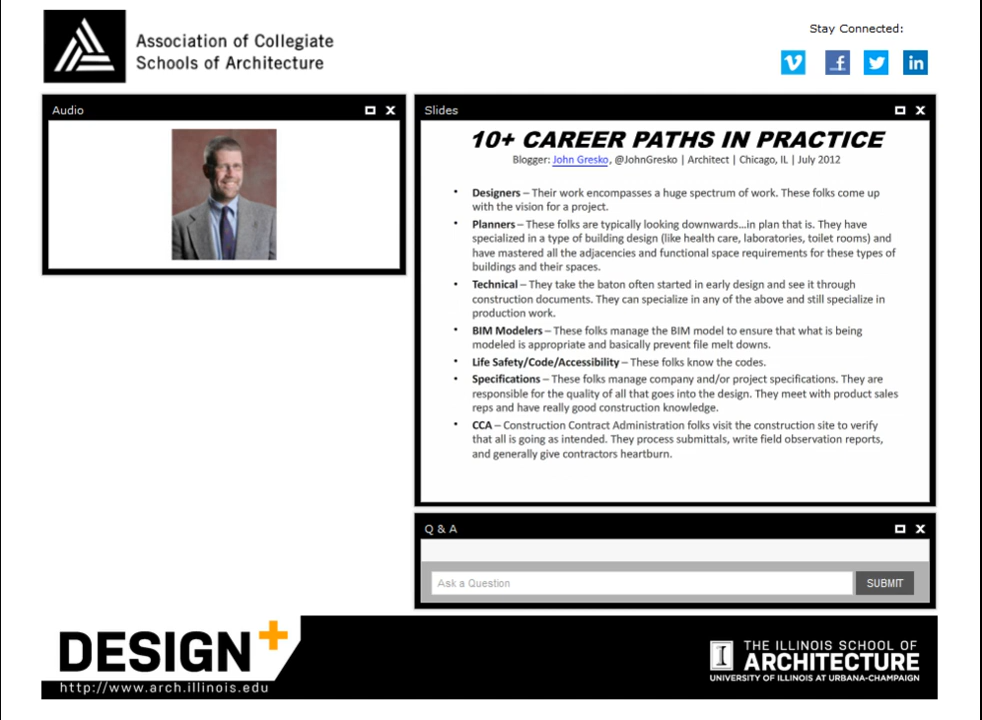 Association of Collegiate
Schools of Architecture
Stay Connected:
Audio
Slides
10+ CAREER PATHS IN PRACTICE
Blogger: John Gresko, @JohnGresko | Architect | Chicago, IL | July 2012
• Designers – Their work encompasses a huge spectrum of work. These folks come up
with the vision for a project.
• Planners – These folks are typically looking downwards...in plan that is. They have
specialized in a type of building design (like health care, laboratories, toilet rooms) and
have mastered all the adjacencies and functional space requirements for these types of
buildings and their spaces.
• Technical – They take the baton often started in early design and see it through
construction documents. They can specialize in any of the above and still specialize in
production work.
• BIM Modelers – These folks manage the BIM model to ensure that what is being
modeled is appropriate and basically prevent file melt downs.
• Life Safety/Code/Accessibility – These folks know the codes.
• Specifications – These folks manage company and/or project specifications. They are
responsible for the quality of all that goes into the design. They meet with product sales
reps and have really good construction knowledge.
• CCA – Construction Contract Administration folks visit the construction site to verify
that all is going as intended. They process submittals, write field observation reports,
and generally give contractors heartburn.
Q & A
Ask a Question
SUBMIT
DESIGN+
http://www.arch.illinois.edu
I
THE ILLINOIS SCHOOL OF
ARCHITECTURE
UNIVERSITY OF ILLINOIS AT URBANA-CHAMPAIGN